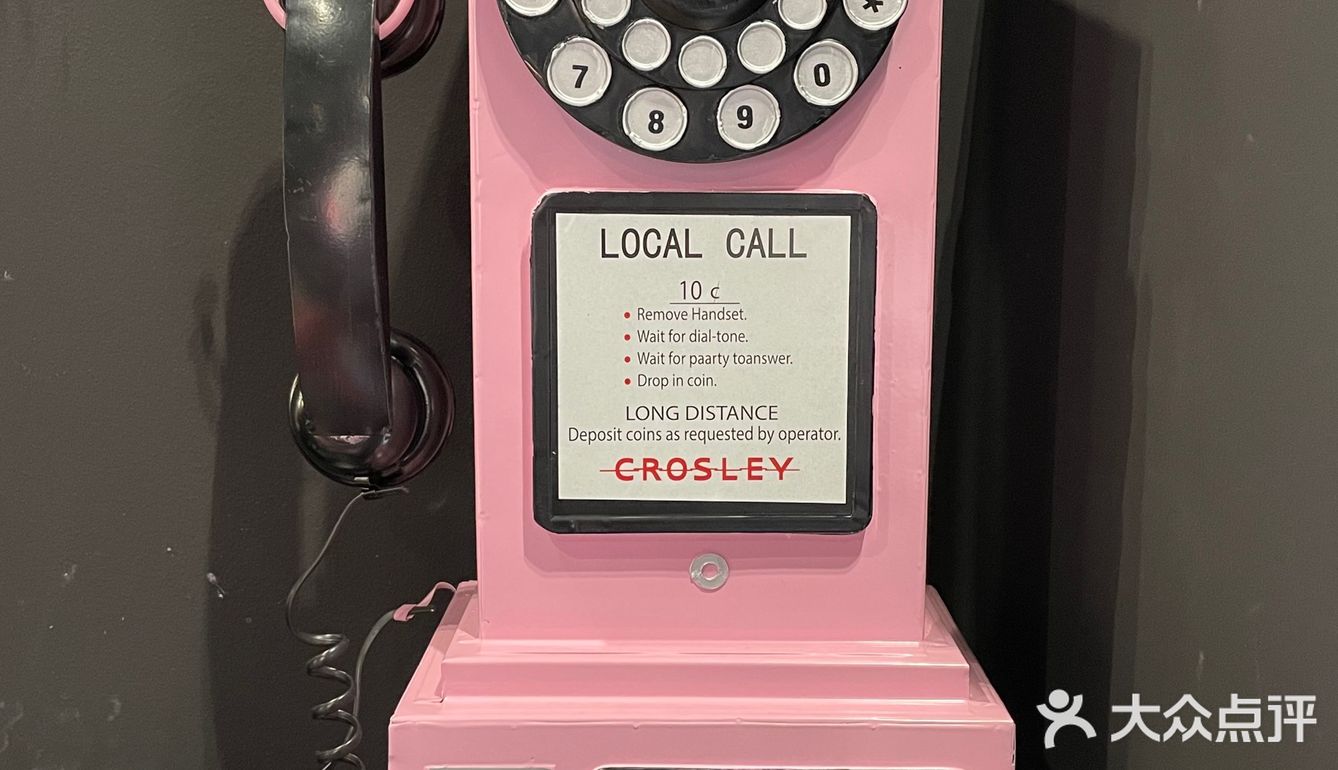 *
7
0
8
9
LOCAL CALL
10 ¢
• Remove Handset.
• Wait for dial-tone.
• Wait for paarty toanswer.
• Drop in coin.
LONG DISTANCE
Deposit coins as requested by operator.
CROSLEY
大众点评